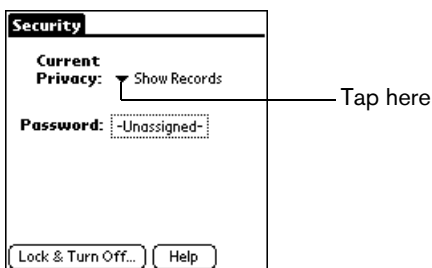 Security
Current
Privacy: Show Records
Tap here
Password: -Unassigned-
Lock & Turn Off... Help